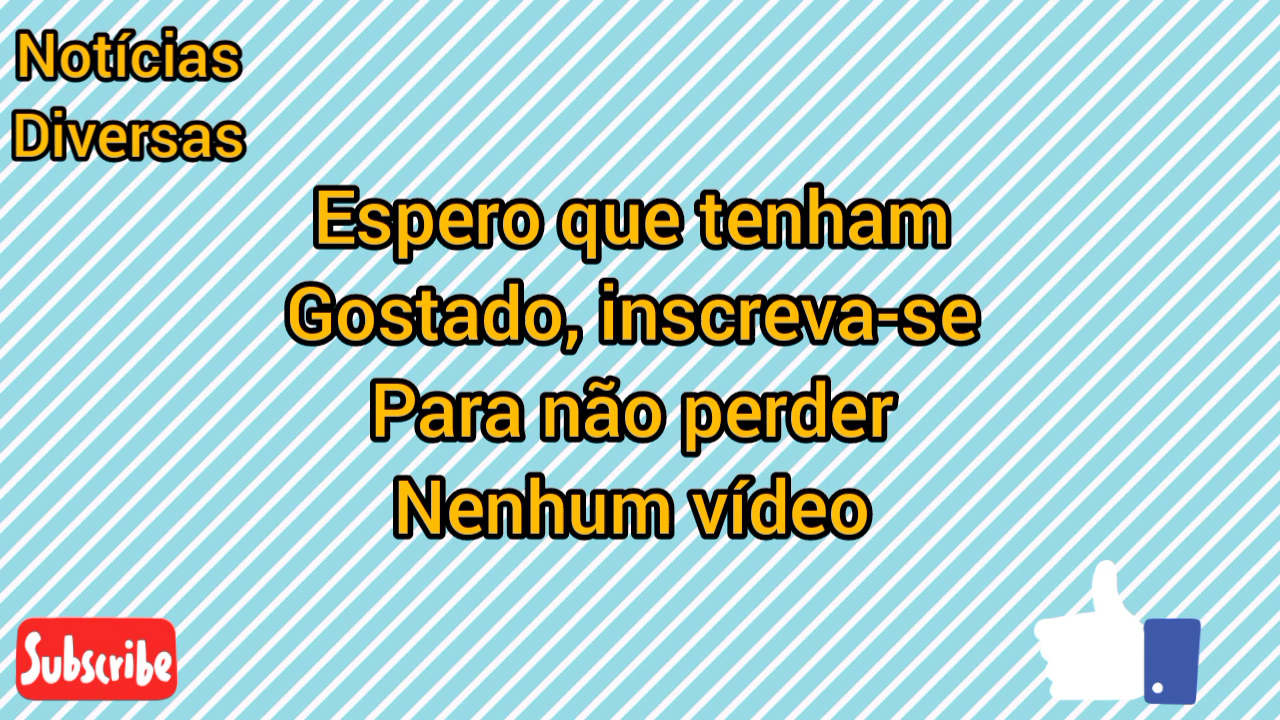 Notícias
Diversas
Espero que tenham
Gostado, inscreva-se
Para não perder
Nenhum vídeo
Subscribe